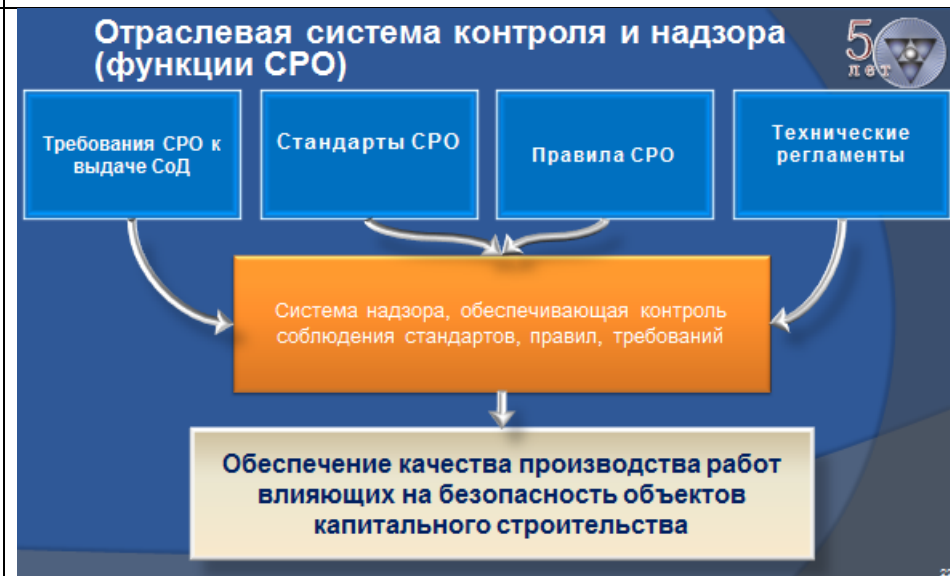 Отраслевая система контроля и надзора
(функции СРО)
5
лет
Требования СРО к
выдаче СоД
Стандарты СРО
Правила СРО
Технические
регламенты
Система надзора, обеспечивающая контроль
соблюдения стандартов, правил, требований
Обеспечение качества производства работ
влияющих на безопасность объектов
капитального строительства